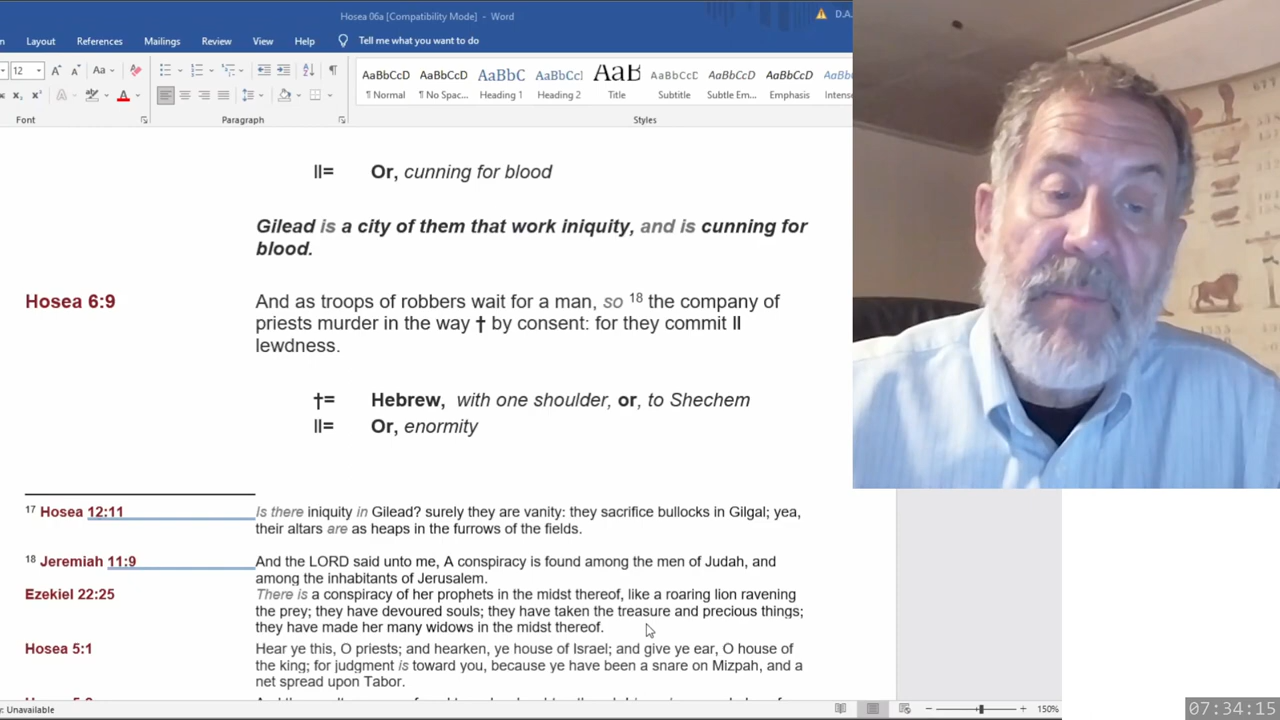 Hosea 06a [Compatibility Mode] - Word
D.A.
Layout References Mailings Review View Help Tell me what you want to do
12 Aa
AaBbCcD AaBbCcD AaBbC AaBbCcI AaB AaBbCcD AaBbCcD AaBbCcD AaBb
¶ Normal ¶ No Spac... Heading 1 Heading 2 Title Subtitle Subtle Em... Emphasis Intense
Font Paragraph Styles
ǁ= Or, cunning for blood
Gilead is a city of them that work iniquity, and is cunning for
blood.
Hosea 6:9 And as troops of robbers wait for a man, so 18 the company of
priests murder in the way † by consent: for they commit ǁ
lewdness.
†= Hebrew, with one shoulder, or, to Shechem
ǁ= Or, enormity
17 Hosea 12:11 Is there iniquity in Gilead? surely they are vanity: they sacrifice bullocks in Gilgal; yea,
their altars are as heaps in the furrows of the fields.
18 Jeremiah 11:9 And the LORD said unto me, A conspiracy is found among the men of Judah, and
among the inhabitants of Jerusalem.
Ezekiel 22:25 There is a conspiracy of her prophets in the midst thereof, like a roaring lion ravening
the prey; they have devoured souls; they have taken the treasure and precious things;
they have made her many widows in the midst thereof.
Hosea 5:1 Hear ye this, O priests; and hearken, ye house of Israel; and give ye ear, O house of
the king; for judgment is toward you, because ye have been a snare on Mizpah, and a
net spread upon Tabor.
: Unavailable 150%
07:34:15